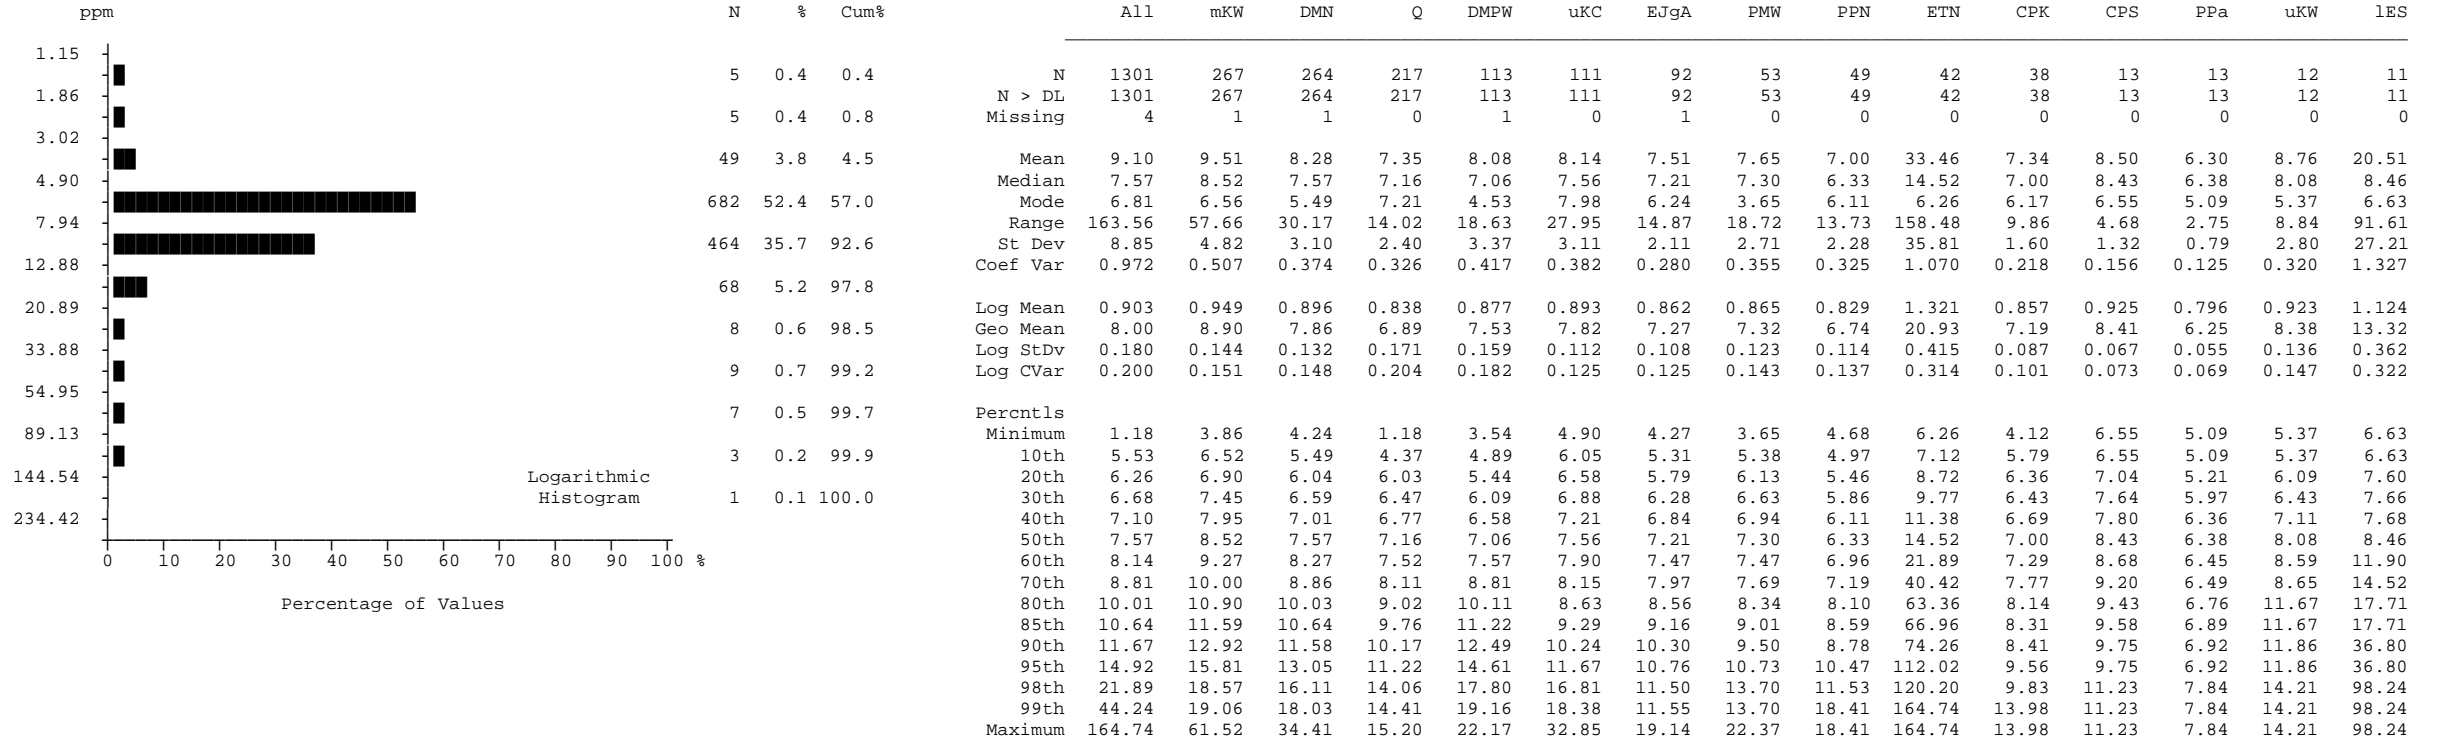 ppm N % Cum% All mKW DMN Q DMPW uKC EJgA PMW PPN ETN CPK CPS PPa uKW lES
1.15
5 0.4 0.4 N 1301 267 264 217 113 111 92 53 49 42 38 13 13 12 11
1.86 N > DL 1301 267 264 217 113 111 92 53 49 42 38 13 13 12 11
5 0.4 0.8 Missing 4 1 1 0 1 0 1 0 0 0 0 0 0 0 0
3.02
49 3.8 4.5 Mean 9.10 9.51 8.28 7.35 8.08 8.14 7.51 7.65 7.00 33.46 7.34 8.50 6.30 8.76 20.51
4.90 Median 7.57 8.52 7.57 7.16 7.06 7.56 7.21 7.30 6.33 14.52 7.00 8.43 6.38 8.08 8.46
682 52.4 57.0 Mode 6.81 6.56 5.49 7.21 4.53 7.98 6.24 3.65 6.11 6.26 6.17 6.55 5.09 5.37 6.63
7.94 Range 163.56 57.66 30.17 14.02 18.63 27.95 14.87 18.72 13.73 158.48 9.86 4.68 2.75 8.84 91.61
464 35.7 92.6 St Dev 8.85 4.82 3.10 2.40 3.37 3.11 2.11 2.71 2.28 35.81 1.60 1.32 0.79 2.80 27.21
12.88 Coef Var 0.972 0.507 0.374 0.326 0.417 0.382 0.280 0.355 0.325 1.070 0.218 0.156 0.125 0.320 1.327
68 5.2 97.8
20.89 Log Mean 0.903 0.949 0.896 0.838 0.877 0.893 0.862 0.865 0.829 1.321 0.857 0.925 0.796 0.923 1.124
8 0.6 98.5 Geo Mean 8.00 8.90 7.86 6.89 7.53 7.82 7.27 7.32 6.74 20.93 7.19 8.41 6.25 8.38 13.32
33.88 Log StDv 0.180 0.144 0.132 0.171 0.159 0.112 0.108 0.123 0.114 0.415 0.087 0.067 0.055 0.136 0.362
9 0.7 99.2 Log CVar 0.200 0.151 0.148 0.204 0.182 0.125 0.125 0.143 0.137 0.314 0.101 0.073 0.069 0.147 0.322
54.95
7 0.5 99.7 Percntls
89.13 Minimum 1.18 3.86 4.24 1.18 3.54 4.90 4.27 3.65 4.68 6.26 4.12 6.55 5.09 5.37 6.63
3 0.2 99.9 10th 5.53 6.52 5.49 4.37 4.89 6.05 5.31 5.38 4.97 7.12 5.79 6.55 5.09 5.37 6.63
144.54 Logarithmic 20th 6.26 6.90 6.04 6.03 5.44 6.58 5.79 6.13 5.46 8.72 6.36 7.04 5.21 6.09 7.60
Histogram 1 0.1 100.0 30th 6.68 7.45 6.59 6.47 6.09 6.88 6.28 6.63 5.86 9.77 6.43 7.64 5.97 6.43 7.66
234.42 40th 7.10 7.95 7.01 6.77 6.58 7.21 6.84 6.94 6.11 11.38 6.69 7.80 6.36 7.11 7.68
50th 7.57 8.52 7.57 7.16 7.06 7.56 7.21 7.30 6.33 14.52 7.00 8.43 6.38 8.08 8.46
0 10 20 30 40 50 60 70 80 90 100 % 60th 8.14 9.27 8.27 7.52 7.57 7.90 7.47 7.47 6.96 21.89 7.29 8.68 6.45 8.59 11.90
70th 8.81 10.00 8.86 8.11 8.81 8.15 7.97 7.69 7.19 40.42 7.77 9.20 6.49 8.65 14.52
Percentage of Values 80th 10.01 10.90 10.03 9.02 10.11 8.63 8.56 8.34 8.10 63.36 8.14 9.43 6.76 11.67 17.71
85th 10.64 11.59 10.64 9.76 11.22 9.29 9.16 9.01 8.59 66.96 8.31 9.58 6.89 11.67 17.71
90th 11.67 12.92 11.58 10.17 12.49 10.24 10.30 9.50 8.78 74.26 8.41 9.75 6.92 11.86 36.80
95th 14.92 15.81 13.05 11.22 14.61 11.67 10.76 10.73 10.47 112.02 9.56 9.75 6.92 11.86 36.80
98th 21.89 18.57 16.11 14.06 17.80 16.81 11.50 13.70 11.53 120.20 9.83 11.23 7.84 14.21 98.24
99th 44.24 19.06 18.03 14.41 19.16 18.38 11.55 13.70 18.41 164.74 13.98 11.23 7.84 14.21 98.24
Maximum 164.74 61.52 34.41 15.20 22.17 32.85 19.14 22.37 18.41 164.74 13.98 11.23 7.84 14.21 98.24